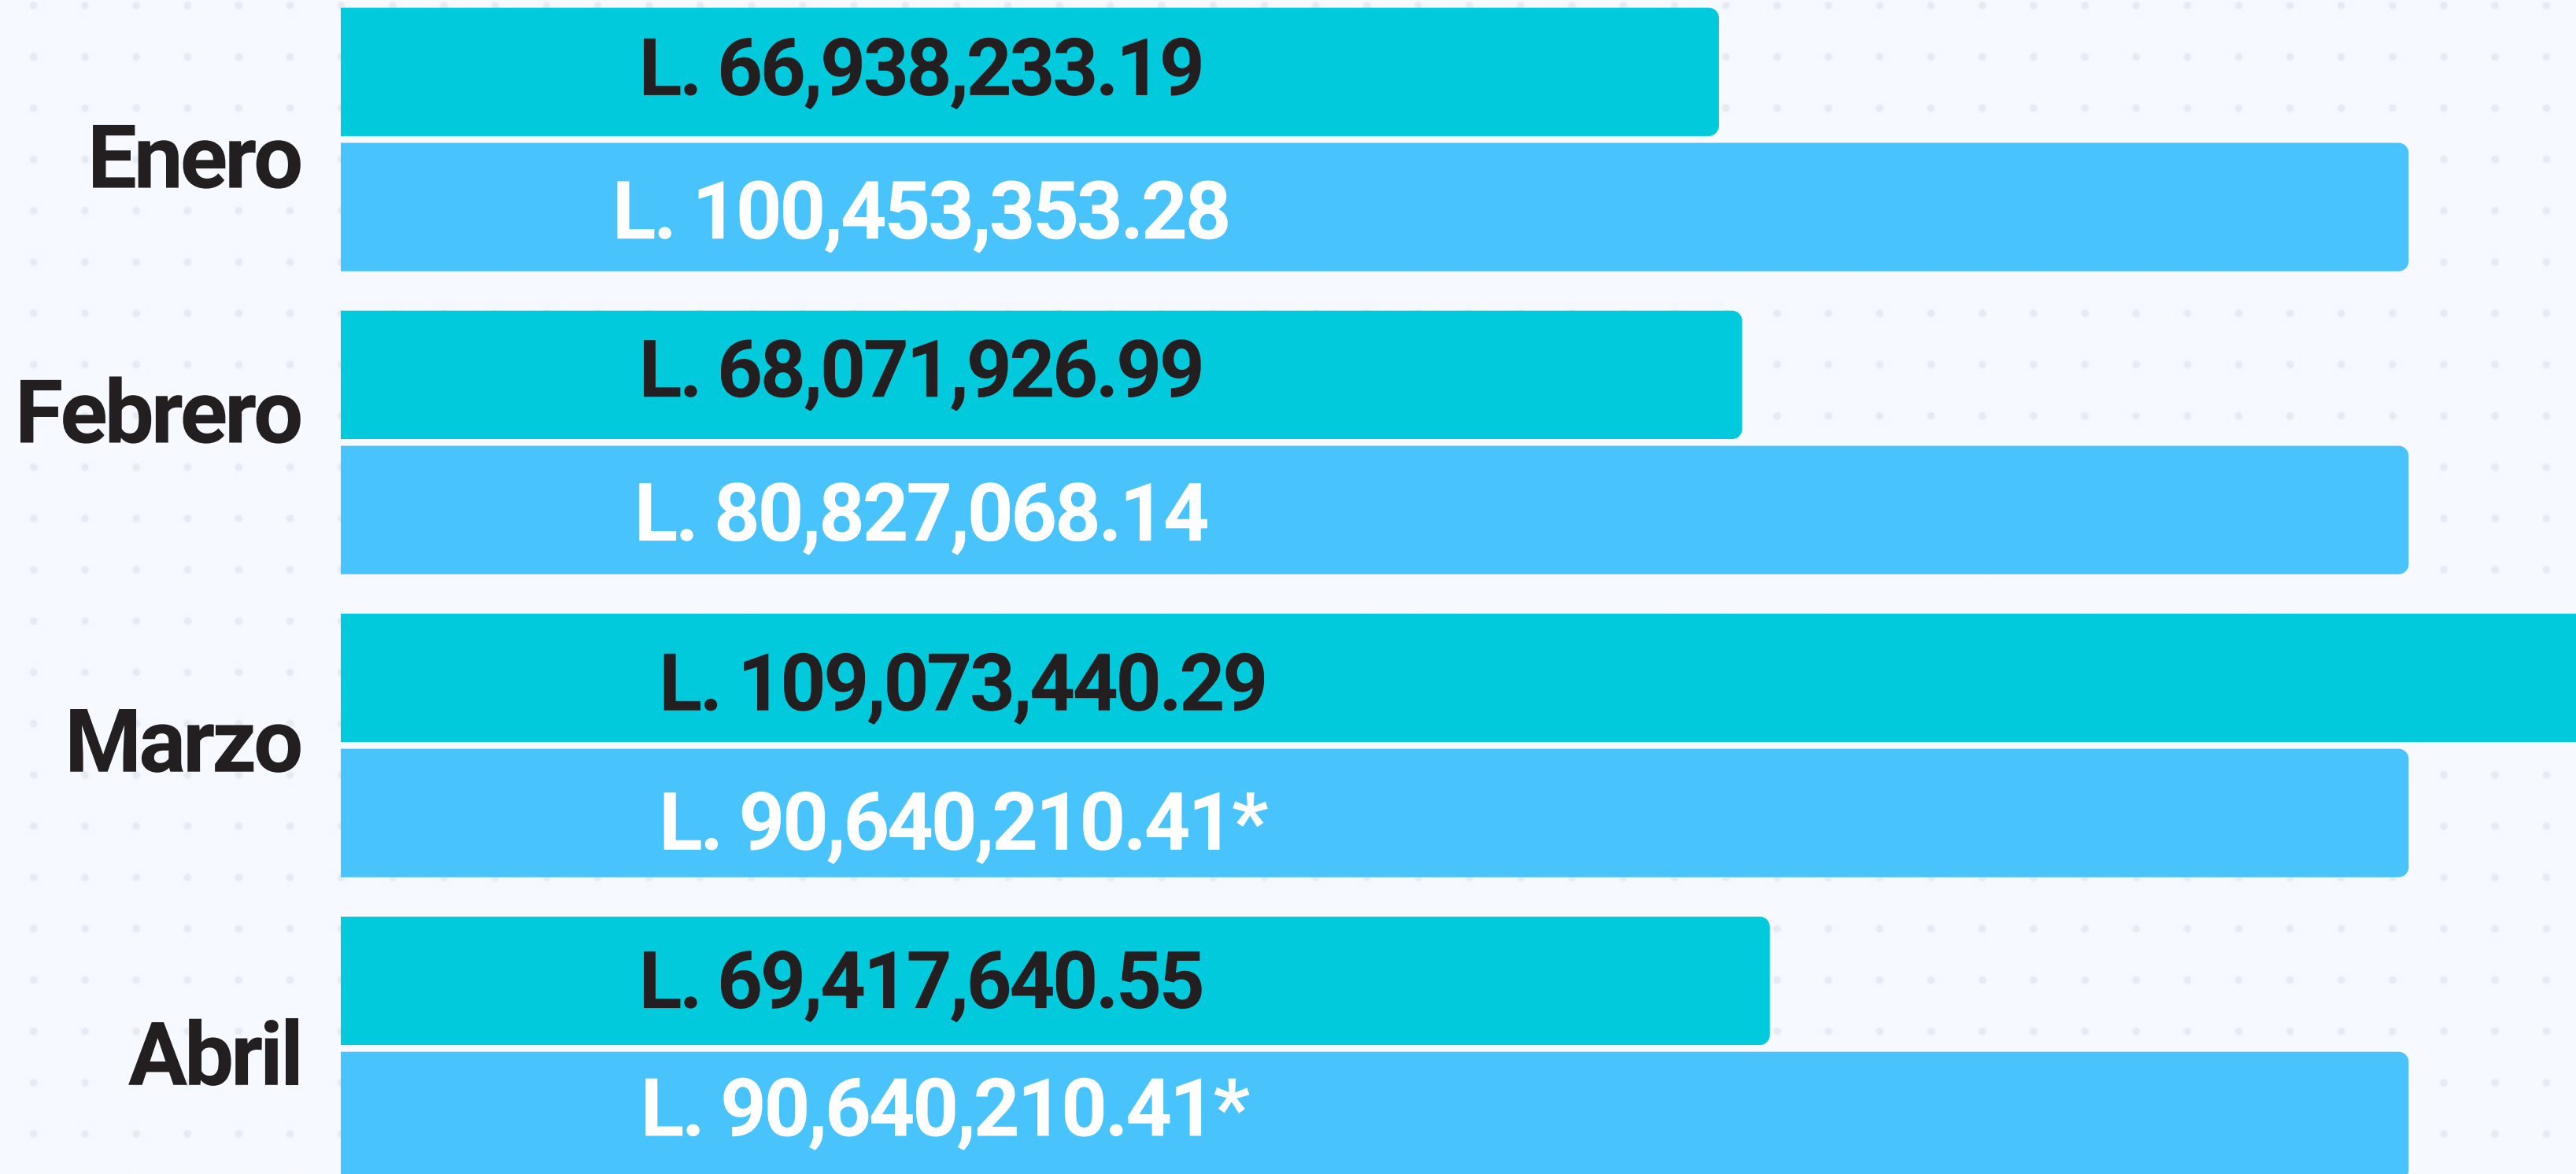 L. 66,938,233.19
Enero
L. 100,453,353.28
L. 68,071,926.99
Febrero
L. 80,827,068.14
L. 109,073,440.29
Marzo
L. 90,640,210.41*
L. 69,417,640.55
Abril
L. 90,640,210.41*